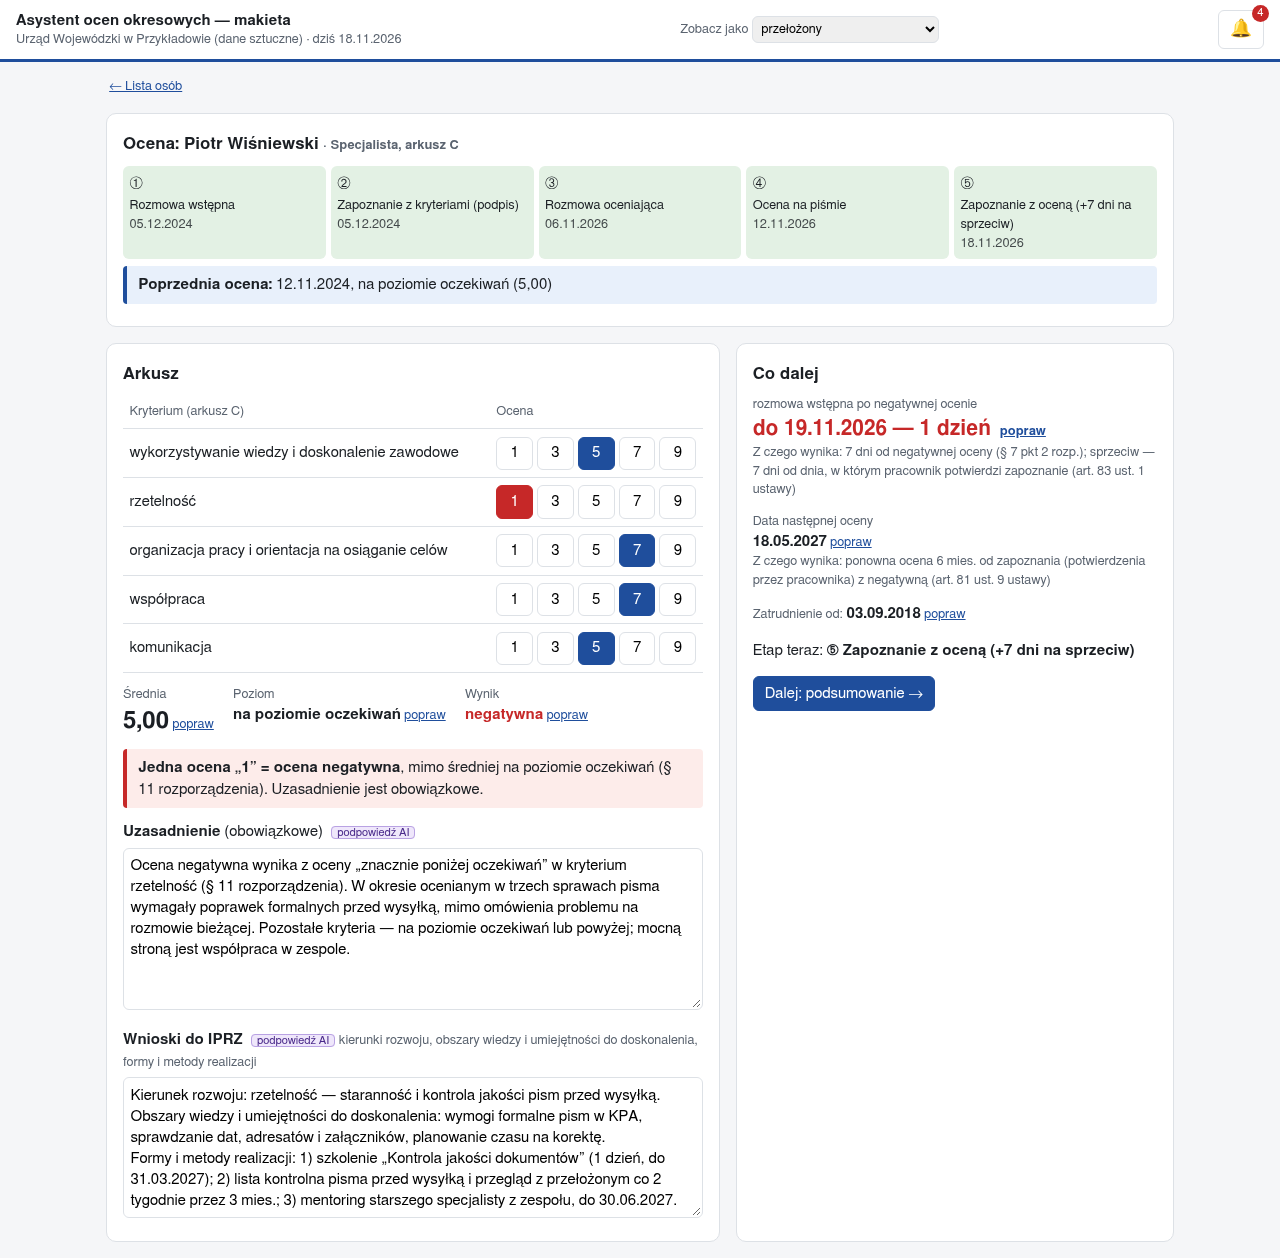 Asystent ocen okresowych — makieta
Urząd Wojewódzki w Przykładowie (dane sztuczne) · dziś 18.11.2026
Zobacz jako przełożony
4
← Lista osób
Ocena: Piotr Wiśniewski · Specjalista, arkusz C
①
Rozmowa wstępna
05.12.2024
②
Zapoznanie z kryteriami (podpis)
05.12.2024
③
Rozmowa oceniająca
06.11.2026
④
Ocena na piśmie
12.11.2026
⑤
Zapoznanie z oceną (+7 dni na
sprzeciw)
18.11.2026
Poprzednia ocena: 12.11.2024, na poziomie oczekiwań (5,00)
Arkusz
Kryterium (arkusz C) Ocena
wykorzystywanie wiedzy i doskonalenie zawodowe 1 3 5 7 9
rzetelność 1 3 5 7 9
organizacja pracy i orientacja na osiąganie celów 1 3 5 7 9
współpraca 1 3 5 7 9
komunikacja 1 3 5 7 9
Średnia
5,00 popraw
Poziom
na poziomie oczekiwań popraw
Wynik
negatywna popraw
Jedna ocena „1” = ocena negatywna, mimo średniej na poziomie oczekiwań (§
11 rozporządzenia). Uzasadnienie jest obowiązkowe.
Uzasadnienie (obowiązkowe) podpowiedź AI
Ocena negatywna wynika z oceny „znacznie poniżej oczekiwań” w kryterium
rzetelność (§ 11 rozporządzenia). W okresie ocenianym w trzech sprawach pisma
wymagały poprawek formalnych przed wysyłką, mimo omówienia problemu na
rozmowie bieżącej. Pozostałe kryteria — na poziomie oczekiwań lub powyżej; mocną
stroną jest współpraca w zespole.
Wnioski do IPRZ podpowiedź AI kierunki rozwoju, obszary wiedzy i umiejętności do doskonalenia,
formy i metody realizacji
Kierunek rozwoju: rzetelność — staranność i kontrola jakości pism przed wysyłką.
Obszary wiedzy i umiejętności do doskonalenia: wymogi formalne pism w KPA,
sprawdzanie dat, adresatów i załączników, planowanie czasu na korektę.
Formy i metody realizacji: 1) szkolenie „Kontrola jakości dokumentów” (1 dzień, do
31.03.2027); 2) lista kontrolna pisma przed wysyłką i przegląd z przełożonym co 2
tygodnie przez 3 mies.; 3) mentoring starszego specjalisty z zespołu, do 30.06.2027.
Co dalej
rozmowa wstępna po negatywnej ocenie
do 19.11.2026 — 1 dzień popraw
Z czego wynika: 7 dni od negatywnej oceny (§ 7 pkt 2 rozp.); sprzeciw —
7 dni od dnia, w którym pracownik potwierdzi zapoznanie (art. 83 ust. 1
ustawy)
Data następnej oceny
18.05.2027 popraw
Z czego wynika: ponowna ocena 6 mies. od zapoznania (potwierdzenia
przez pracownika) z negatywną (art. 81 ust. 9 ustawy)
Zatrudnienie od: 03.09.2018 popraw
Etap teraz: ⑤ Zapoznanie z oceną (+7 dni na sprzeciw)
Dalej: podsumowanie →